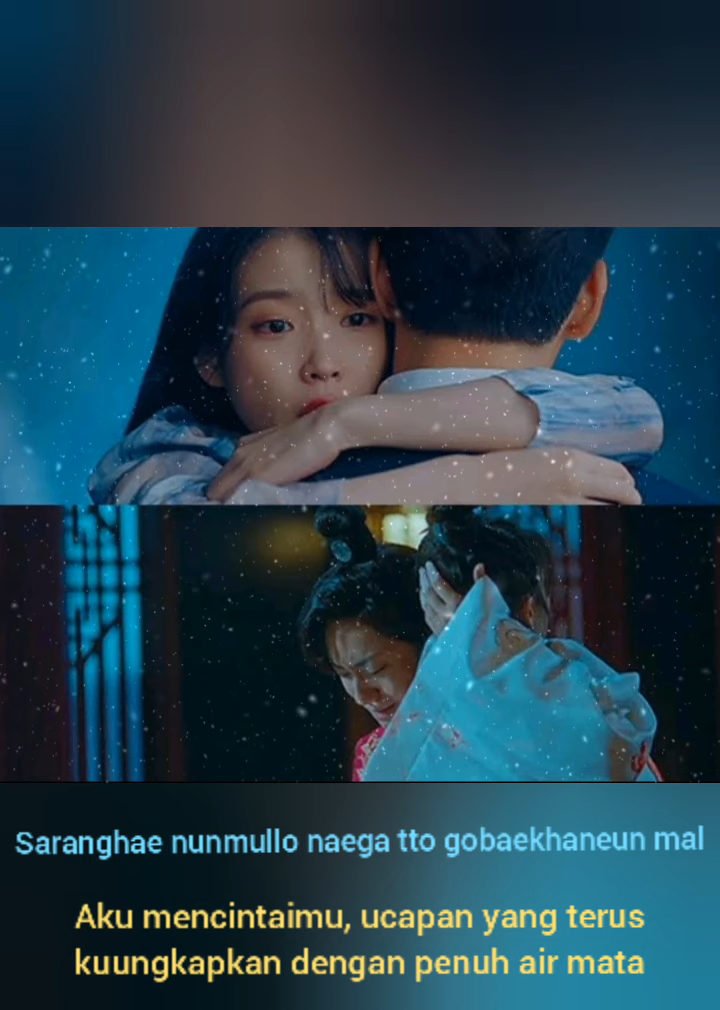 Saranghae nunmullo naega tto gobaekhaneun mal
Aku mencintaimu, ucapan yang terus
kuungkapkan dengan penuh air mata